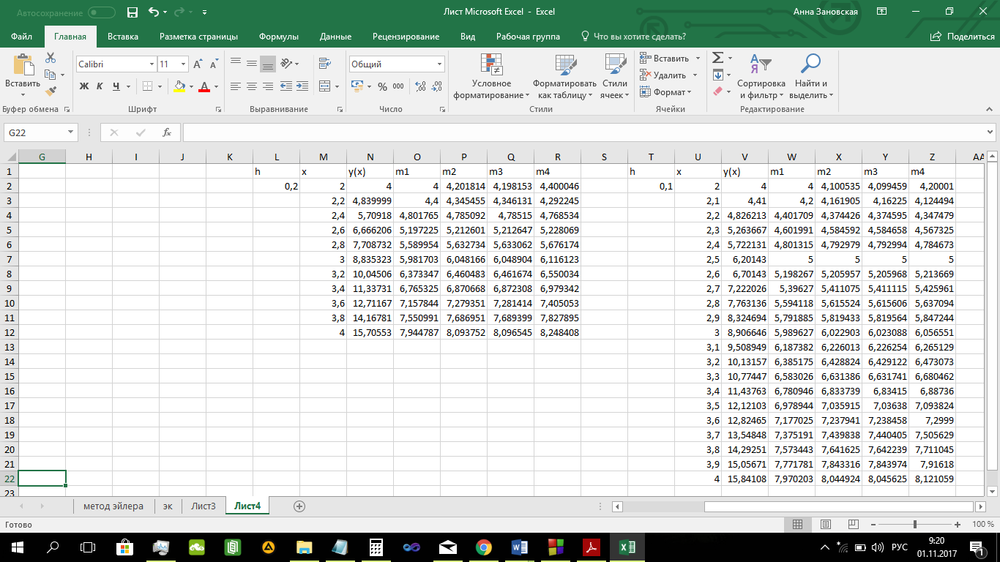 Автосохранение
Лист Microsoft Excel - Excel
Анна Зановская
Файл Главная Вставка Разметка страницы Формулы Данные Рецензирование Вид Рабочая группа Что вы хотите сделать? Поделиться
Вставить
Calibri 11
Ж К Ч
Общий
% 000
Условное форматирование
Форматировать как таблицу
Стили ячеек
Вставить
Удалить
Формат
Сортировка и фильтр
Найти и выделить
Буфер обмена Шрифт Выравнивание Число Стили Ячейки Редактирование
G22 fx
G H I J K L M N O P Q R S T U V W X Y Z AA
1 h x y(x) m1 m2 m3 m4 h x y(x) m1 m2 m3 m4
2 0,2 2 4 4 4,201814 4,198153 4,400046 0,1 2 4 4 4,100535 4,099459 4,20001
3 2,2 4,839999 4,4 4,345455 4,346131 4,292245 2,1 4,41 4,2 4,161905 4,16225 4,124494
4 2,4 5,70918 4,801765 4,785092 4,78515 4,768534 2,2 4,826213 4,401709 4,374426 4,374595 4,347479
5 2,6 6,666206 5,197225 5,212601 5,212647 5,228069 2,3 5,263667 4,601991 4,584592 4,584658 4,567325
6 2,8 7,708732 5,589954 5,632734 5,633062 5,676174 2,4 5,722131 4,801315 4,792979 4,792994 4,784673
7 3 8,835323 5,981703 6,048166 6,048904 6,116123 2,5 6,20143 5 5 5 5
8 3,2 10,04506 6,373347 6,460483 6,461674 6,550034 2,6 6,70143 5,198267 5,205957 5,205968 5,213669
9 3,4 11,33731 6,765325 6,870668 6,872308 6,979342 2,7 7,222026 5,39627 5,411075 5,411115 5,425961
10 3,6 12,71167 7,157844 7,279351 7,281414 7,405053 2,8 7,763136 5,594118 5,615524 5,615606 5,637094
11 3,8 14,16781 7,550991 7,686951 7,689399 7,827895 2,9 8,324694 5,791885 5,819433 5,819564 5,847244
12 4 15,70553 7,944787 8,093752 8,096545 8,248408 3 8,906646 5,989627 6,022903 6,023088 6,056551
13 3,1 9,508949 6,187382 6,226013 6,226254 6,265129
14 3,2 10,13157 6,385175 6,428824 6,429122 6,473073
15 3,3 10,77447 6,583026 6,631386 6,631741 6,680462
16 3,4 11,43763 6,780946 6,833739 6,83415 6,88736
17 3,5 12,12103 6,978944 7,035915 7,03638 7,093824
18 3,6 12,82465 7,177025 7,237941 7,238458 7,2999
19 3,7 13,54848 7,375191 7,439838 7,440405 7,505629
20 3,8 14,29251 7,573443 7,641625 7,642239 7,711045
21 3,9 15,05671 7,771781 7,843316 7,843974 7,91618
22 4 15,84108 7,970203 8,044924 8,045625 8,121059
23
метод эйлера эк Лист3 Лист4
Готово 100 %
РУС 9:20
01.11.2017 1